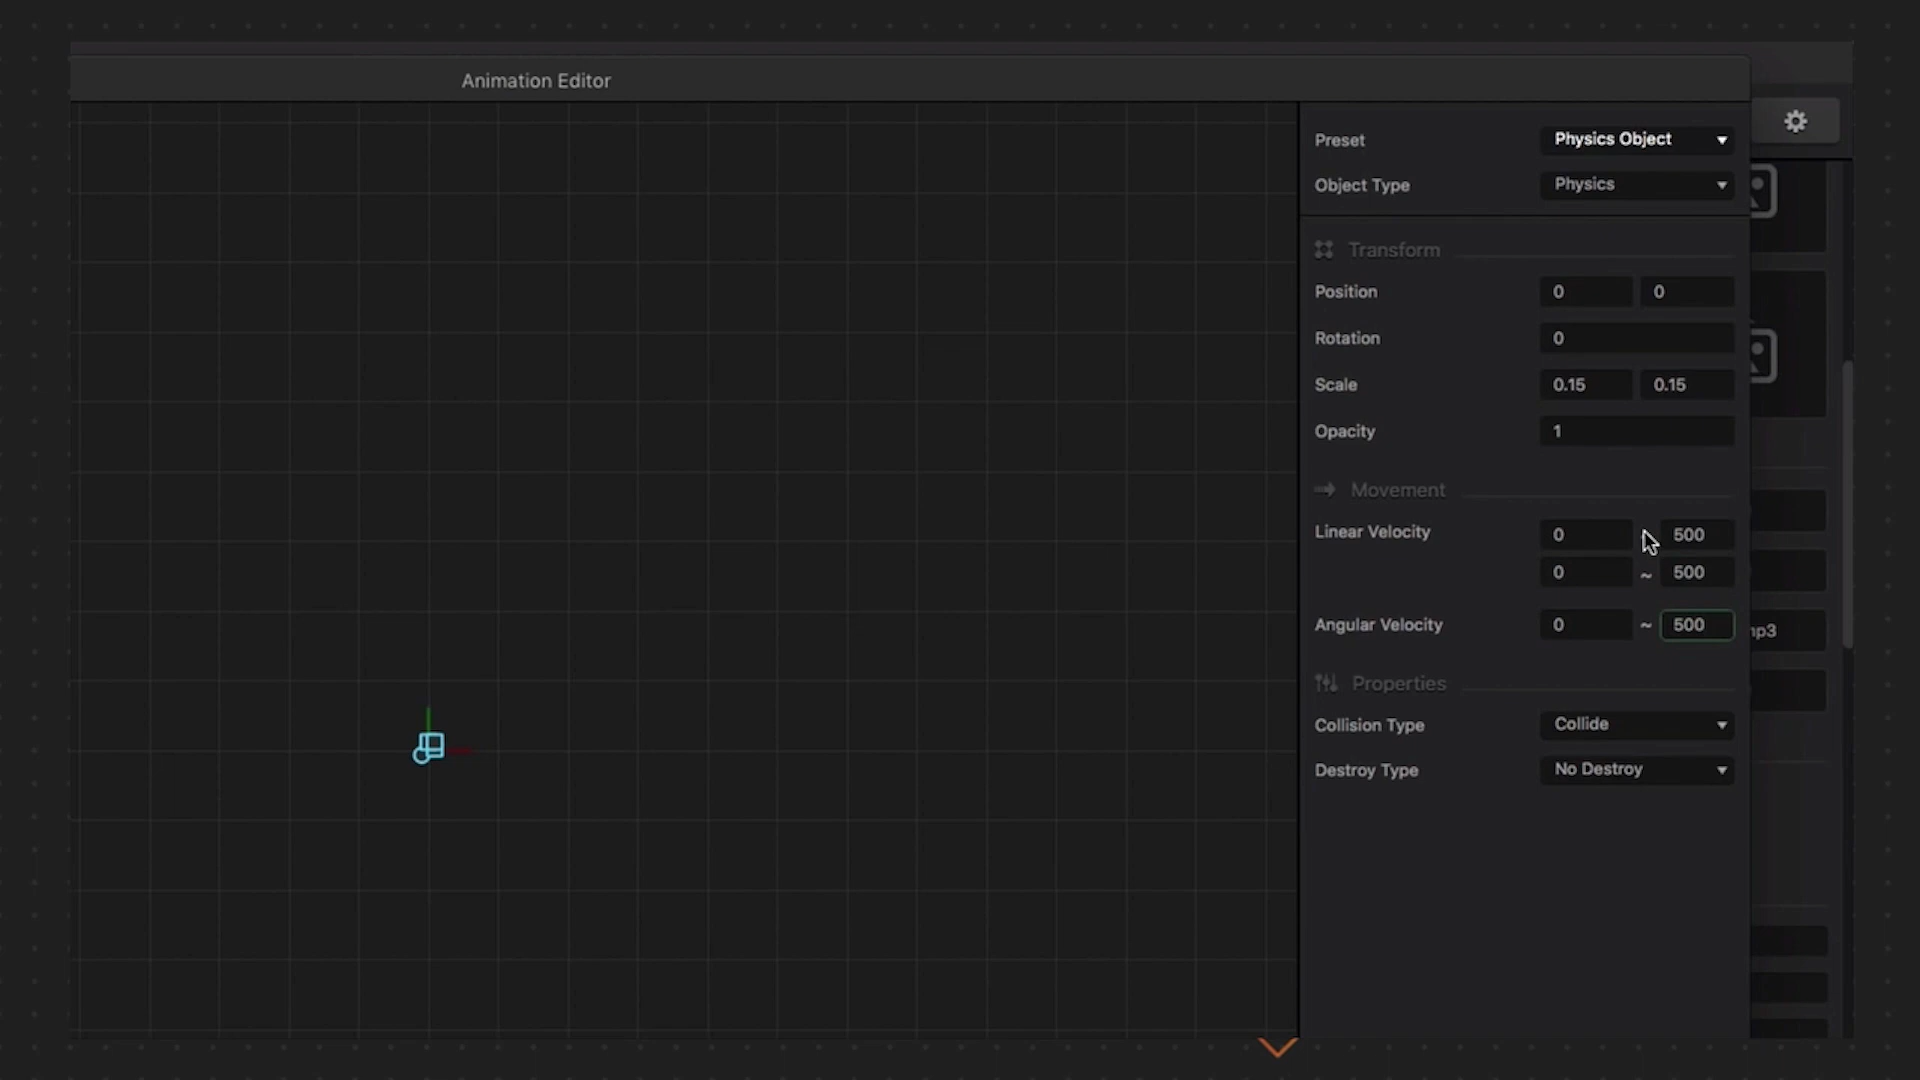 Animation Editor
Preset Physics Object
Object Type Physics
Transform
Position 0 0
Rotation 0
Scale 0.15 0.15
Opacity 1
Movement
Linear Velocity 0 500
0 ~ 500
Angular Velocity 0 ~ 500
np3
Properties
Collision Type Collide
Destroy Type No Destroy